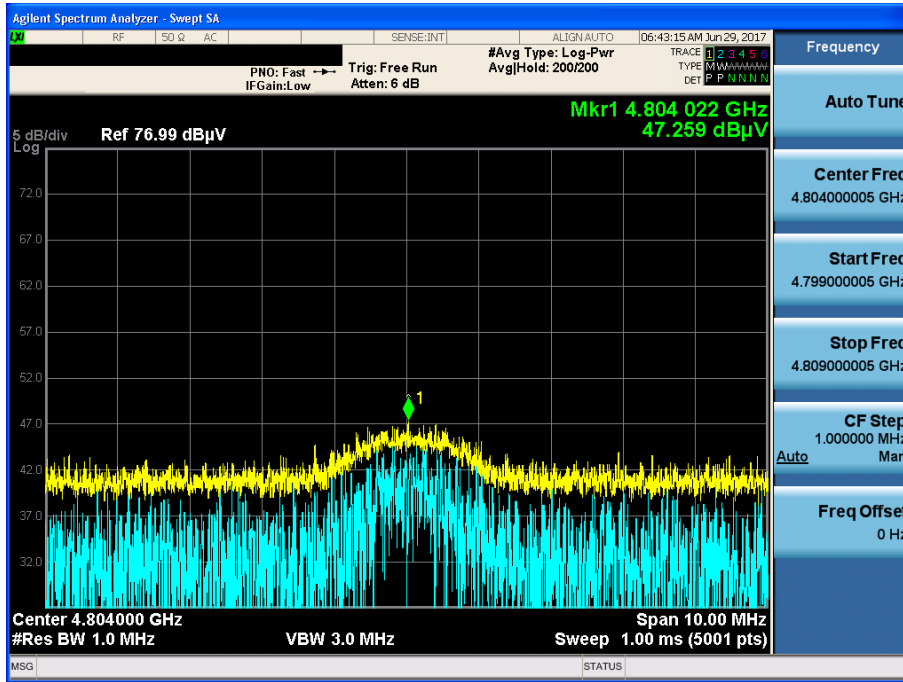 Agilent Spectrum Analyzer - Swept SA
LXI RF 50 Ω AC SENSE:INT ALIGN AUTO 06:43:15 AM Jun 29, 2017
PNO: Fast Trig: Free Run #Avg Type: Log-Pwr TRACE 1 2 3 4 5 6
IFGain:Low Atten: 6 dB Avg|Hold: 200/200 TYPE M W
DET P P N N N N
Mkr1 4.804 022 GHz
47.259 dBµV
5 dB/div Ref 76.99 dBµV
Log
72.0
67.0
62.0
57.0
52.0
1
47.0
42.0
37.0
32.0
Center 4.804000 GHz Span 10.00 MHz
#Res BW 1.0 MHz VBW 3.0 MHz Sweep 1.00 ms (5001 pts)
MSG STATUS
Frequency
Auto Tune
Center Freq
4.804000005 GHz
Start Freq
4.799000005 GHz
Stop Freq
4.809000005 GHz
CF Step
1.000000 MHz
Auto Man
Freq Offset
0 Hz